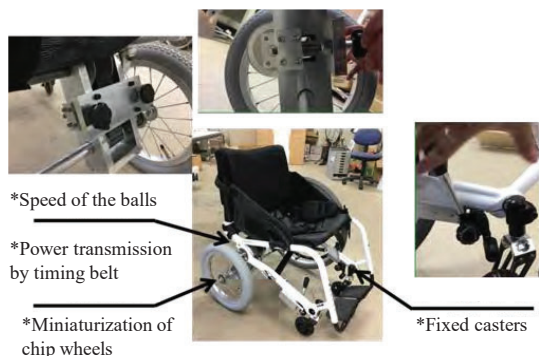 *Speed of the balls
*Power transmission
by timing belt
*Miniaturization of
chip wheels
*Fixed casters